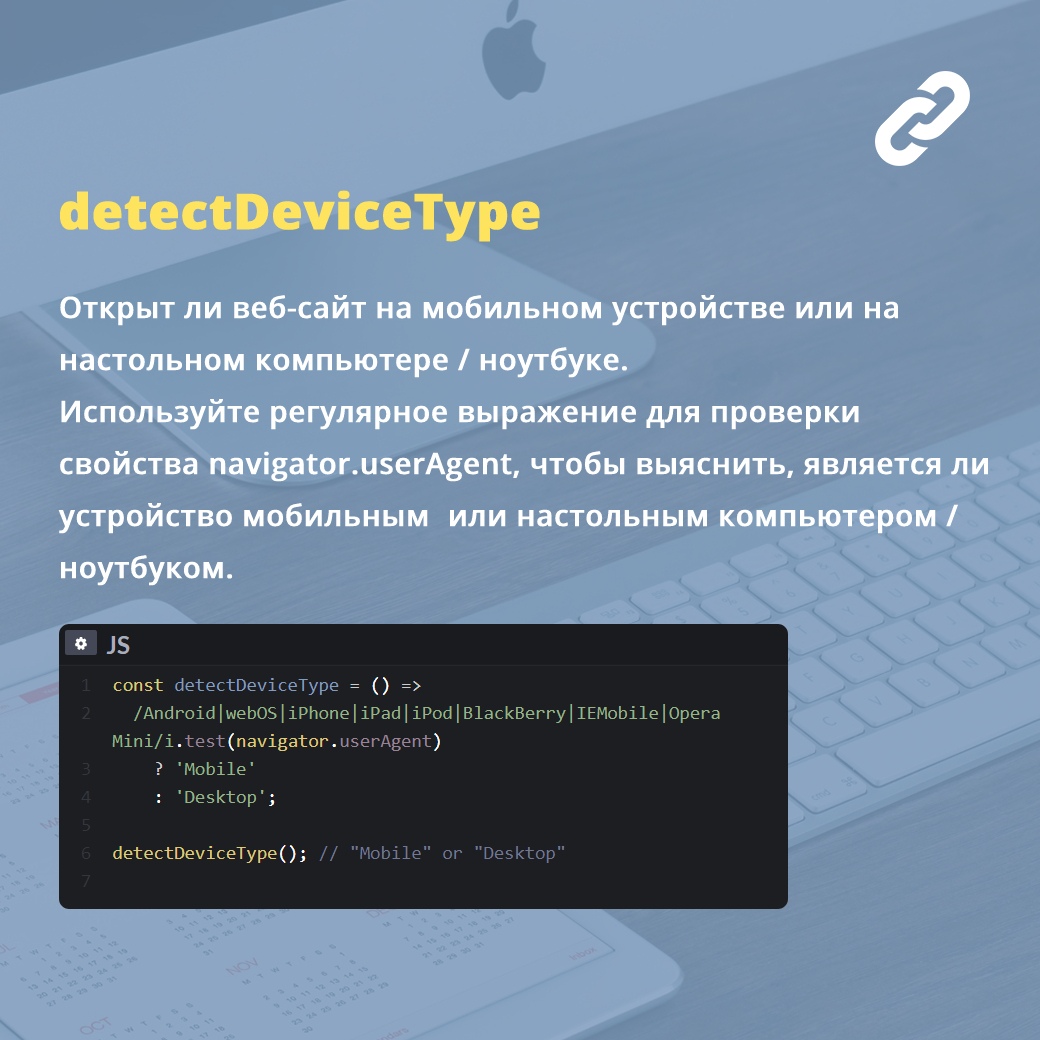 detectDeviceType
Открыт ли веб-сайт на мобильном устройстве или на
настольном компьютере / ноутбуке.
Используйте регулярное выражение для проверки
свойства navigator.userAgent, чтобы выяснить, является ли
устройство мобильным  или настольным компьютером /
ноутбуком.
JS
1 const detectDeviceType = () =>
2 /Android|webOS|iPhone|iPad|iPod|BlackBerry|IEMobile|Opera
Mini/i.test(navigator.userAgent)
3 ? 'Mobile'
4 : 'Desktop';
5
6 detectDeviceType(); // "Mobile" or "Desktop"
7
NOV
OCT